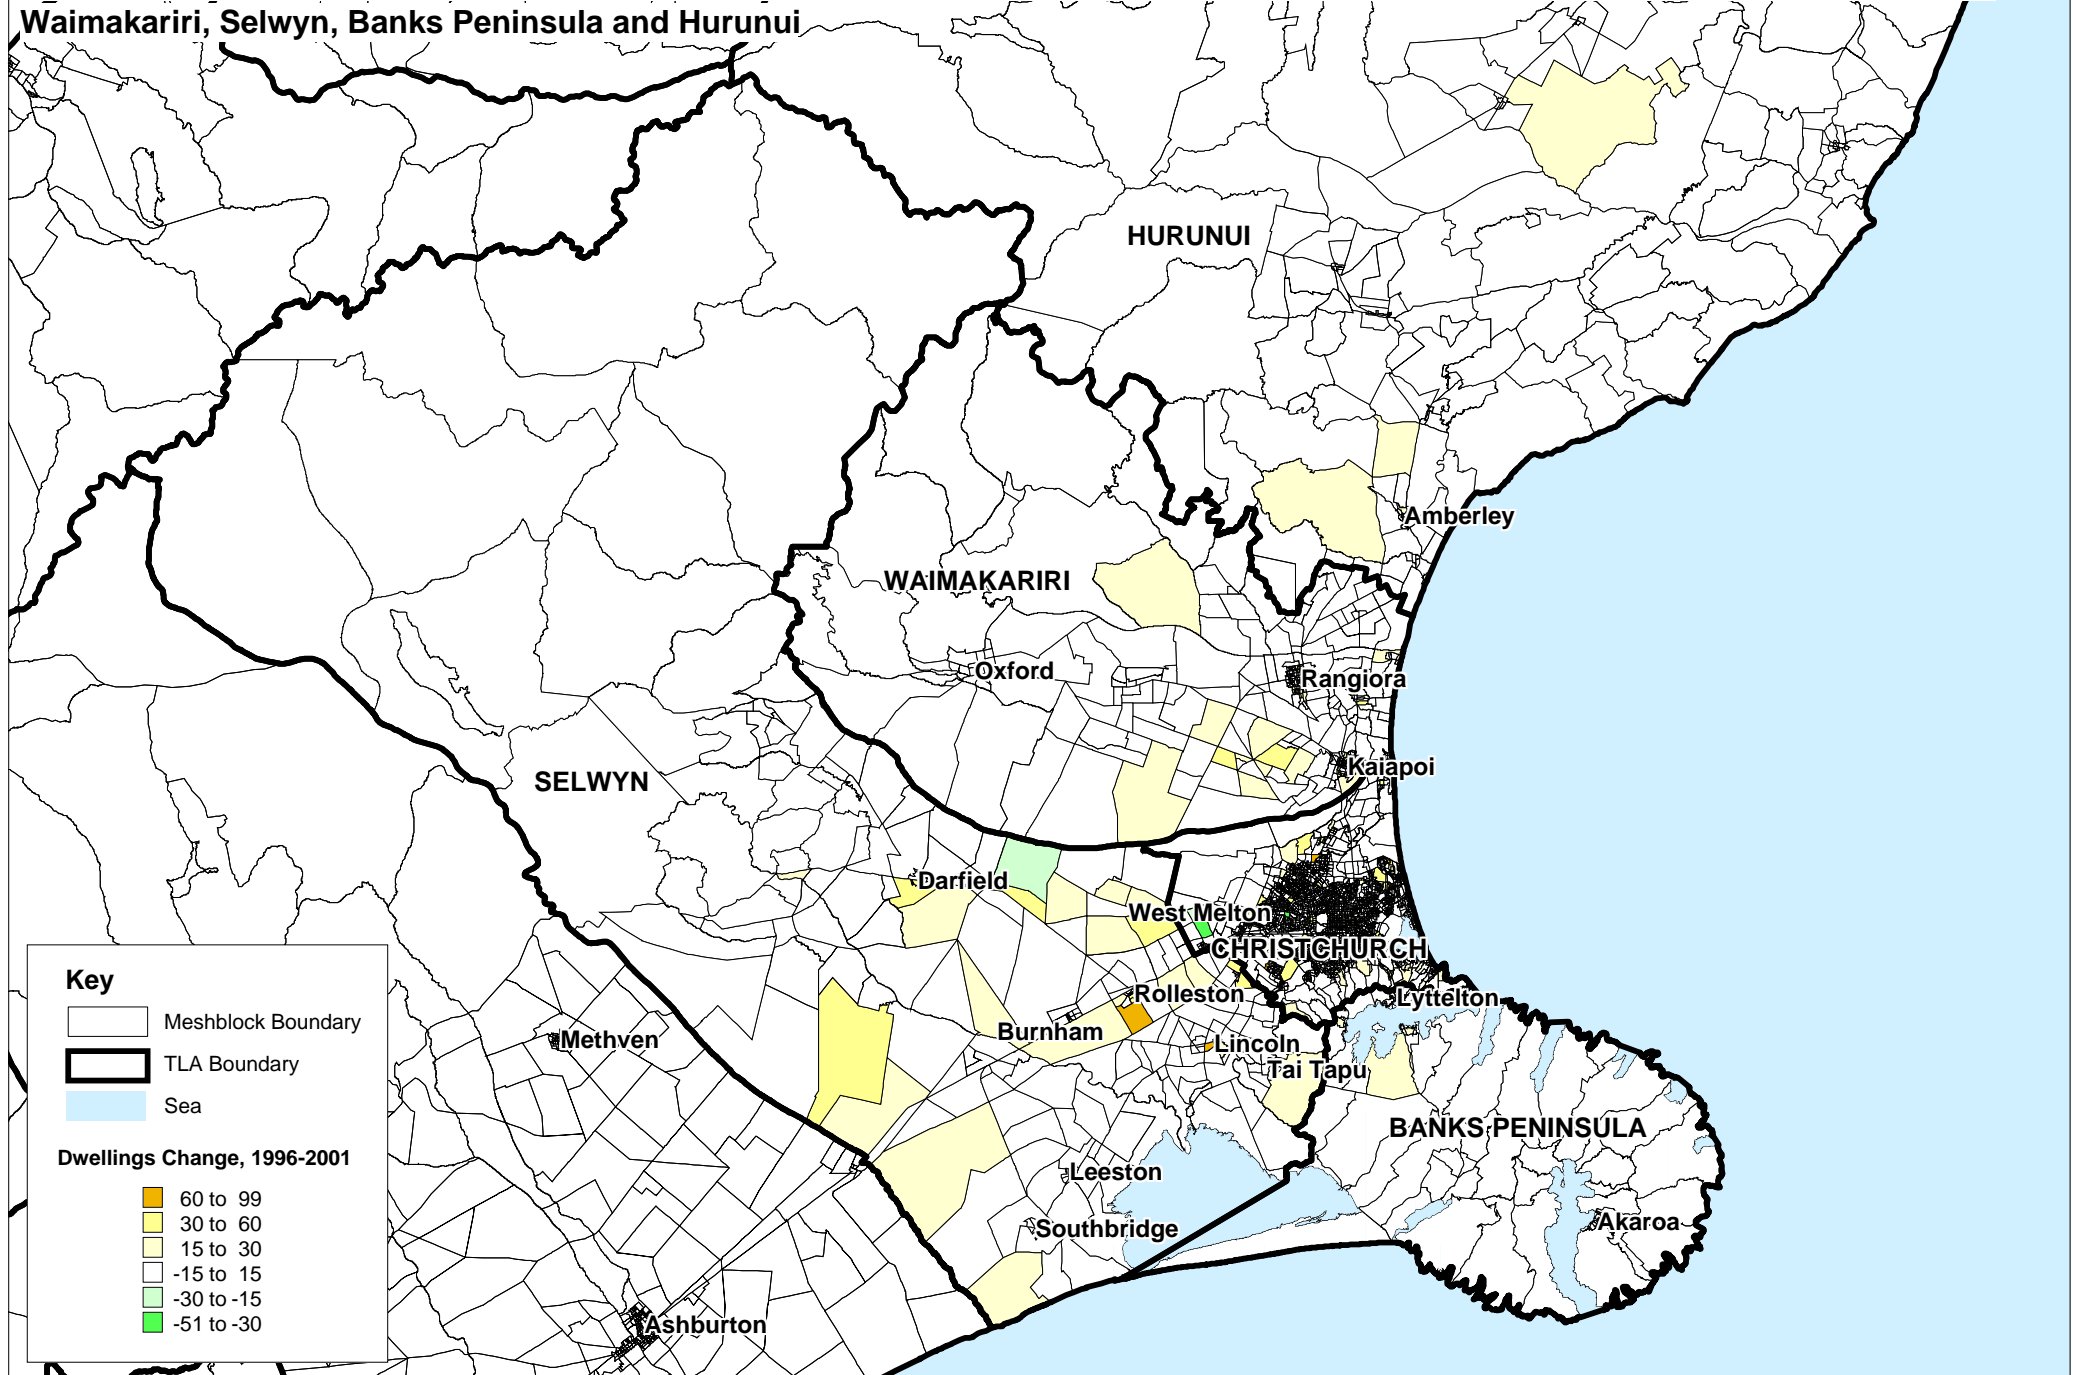 Waimakariri, Selwyn, Banks Peninsula and Hurunui
HURUNUI
Amberley
WAIMAKARIRI
Oxford
Rangiora
Kaiapoi
SELWYN
Darfield
West Melton
CHRISTCHURCH
Rolleston
Lyttelton
Burnham
Lincoln
Tai Tapu
Methven
BANKS PENINSULA
Leeston
Southbridge
Akaroa
Ashburton
Key
Meshblock Boundary
TLA Boundary
Sea
Dwellings Change, 1996-2001
60 to 99
30 to 60
15 to 30
-15 to 15
-30 to -15
-51 to -30